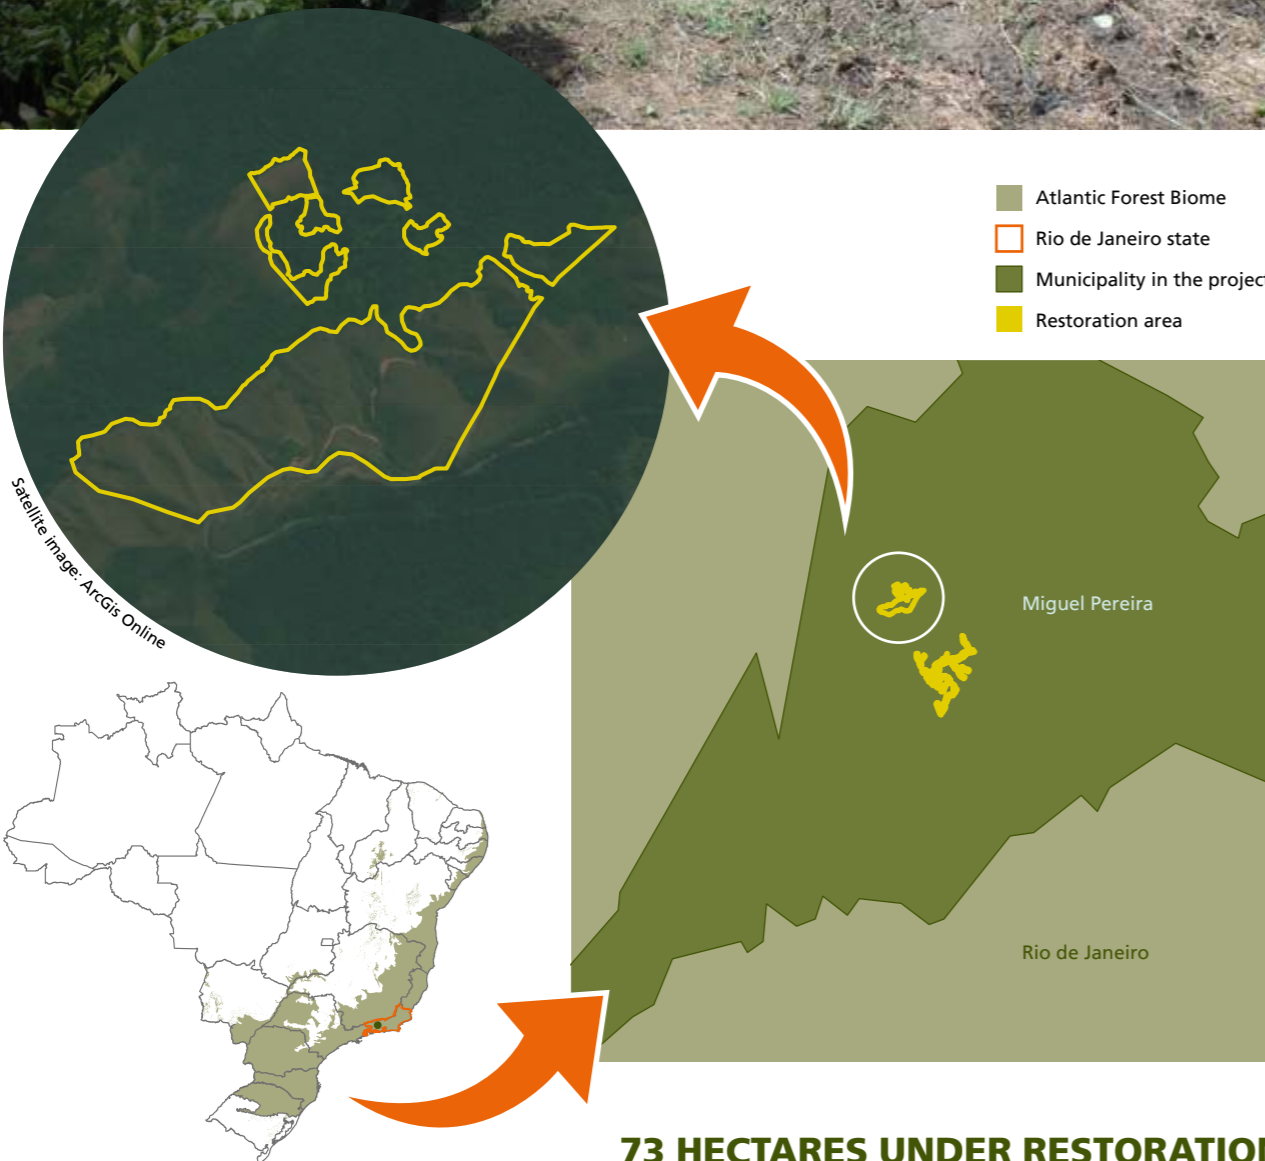 Atlantic Forest Biome
Rio de Janeiro state
Municipality in the project
Restoration area
Satellite image: ArcGis Online
Miguel Pereira
Rio de Janeiro
73 HECTARES UNDER RESTORATION